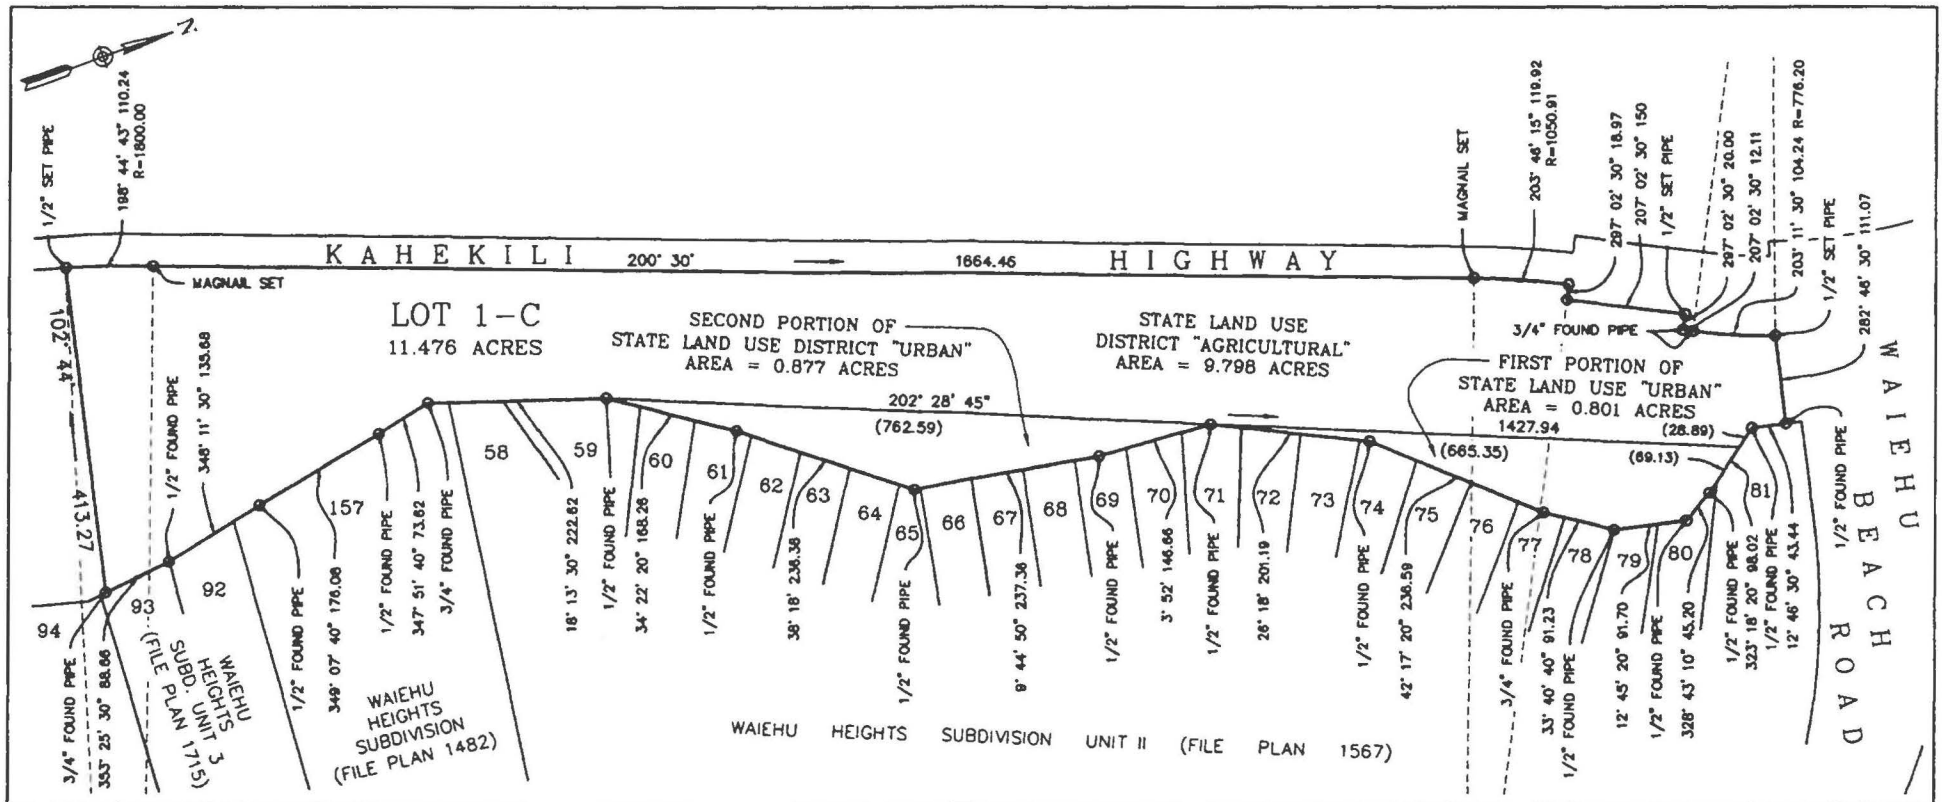 N
1/2" SET PIPE
198° 44' 43" 110.24
R=1800.00
MAGNAIL SET
KAHEKILI
200° 30'
1664.46
HIGHWAY
MAGNAIL SET
203° 46' 15" 119.92
R=1050.91
297° 02' 30" 18.97
207° 02' 30" 150
1/2" SET PIPE
297° 02' 30" 20.00
207° 02' 30" 12.11
203° 11' 30" 104.24 R=776.20
1/2" SET PIPE
282° 46' 30" 111.07
3/4" FOUND PIPE
LOT 1-C
11.476 ACRES
SECOND PORTION OF
STATE LAND USE DISTRICT "URBAN"
AREA = 0.877 ACRES
STATE LAND USE
DISTRICT "AGRICULTURAL"
AREA = 9.798 ACRES
FIRST PORTION OF
STATE LAND USE "URBAN"
AREA = 0.801 ACRES
1427.94
202° 28' 45"
(762.59)
(665.35)
(69.13)
(28.89)
102° 44'
413.27
94
93
92
157
58
59
60
61
62
63
64
65
66
67
68
69
70
71
72
73
74
75
76
77
78
79
80
81
3/4" FOUND PIPE
353° 25' 30" 88.66
1/2" FOUND PIPE
348° 11' 30" 135.68
1/2" FOUND PIPE
349° 07' 40" 176.08
1/2" FOUND PIPE
347° 51' 40" 73.62
3/4" FOUND PIPE
18° 13' 30" 222.62
1/2" FOUND PIPE
34° 22' 20" 168.26
1/2" FOUND PIPE
38° 18' 236.38
1/2" FOUND PIPE
9° 44' 50" 237.36
1/2" FOUND PIPE
3° 52' 146.66
1/2" FOUND PIPE
26° 18' 201.19
1/2" FOUND PIPE
42° 17' 20" 236.59
3/4" FOUND PIPE
33° 40' 40" 91.23
1/2" FOUND PIPE
12° 45' 20" 91.70
1/2" FOUND PIPE
328° 43' 10" 45.20
1/2" FOUND PIPE
323° 18' 20" 98.02
1/2" FOUND PIPE
12° 46' 30" 43.44
1/2" FOUND PIPE
WAIEHU
HEIGHTS
SUBD. UNIT 3
(FILE PLAN 1715)
WAIEHU
HEIGHTS
SUBDIVISION
(FILE PLAN 1482)
WAIEHU HEIGHTS SUBDIVISION UNIT II (FILE PLAN 1567)
WAIEHU
BEACH
ROAD